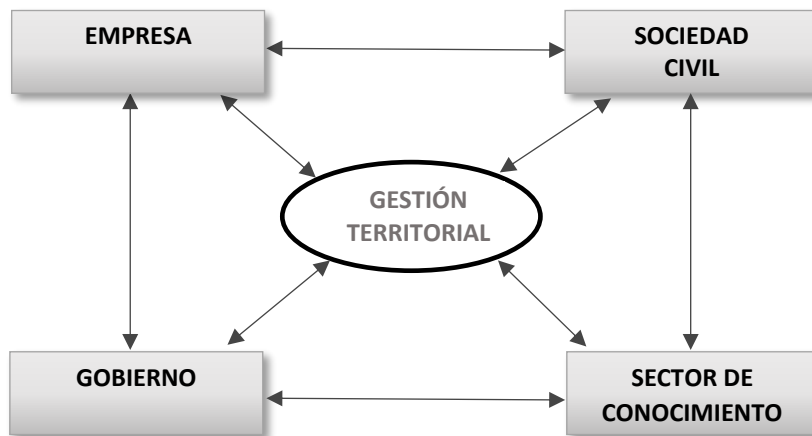 EMPRESA
SOCIEDAD
CIVIL
GESTIÓN
TERRITORIAL
GOBIERNO
SECTOR DE
CONOCIMIENTO